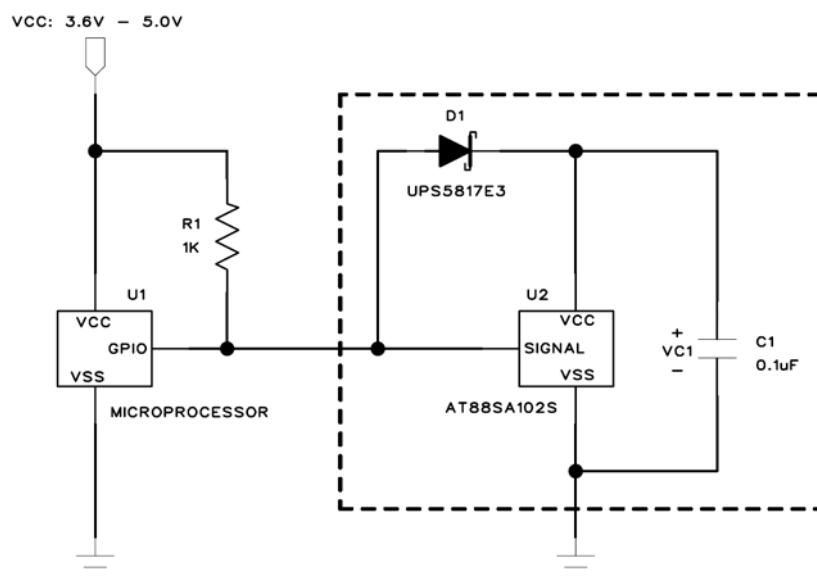 VCC: 3.6V – 5.0V
D1
UPS5817E3
R1
1K
U1
VCC
GPIO
VSS
MICROPROCESSOR
U2
VCC
SIGNAL
VSS
AT88SA102S
+
VC1
–
C1
0.1uF